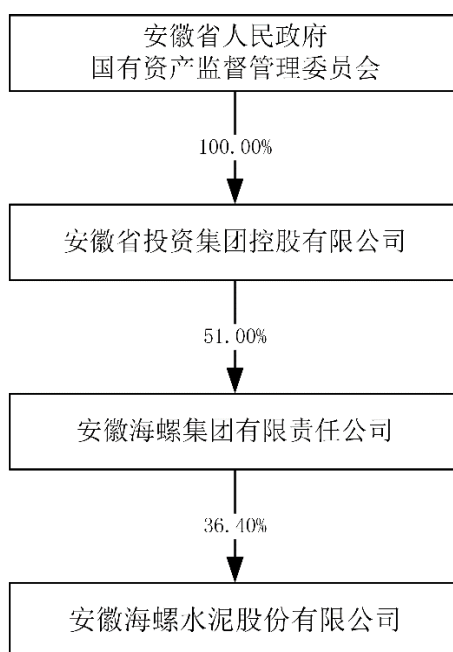 安徽省人民政府
国有资产监督管理委员会
100.00%
安徽省投资集团控股有限公司
51.00%
安徽海螺集团有限责任公司
36.40%
安徽海螺水泥股份有限公司